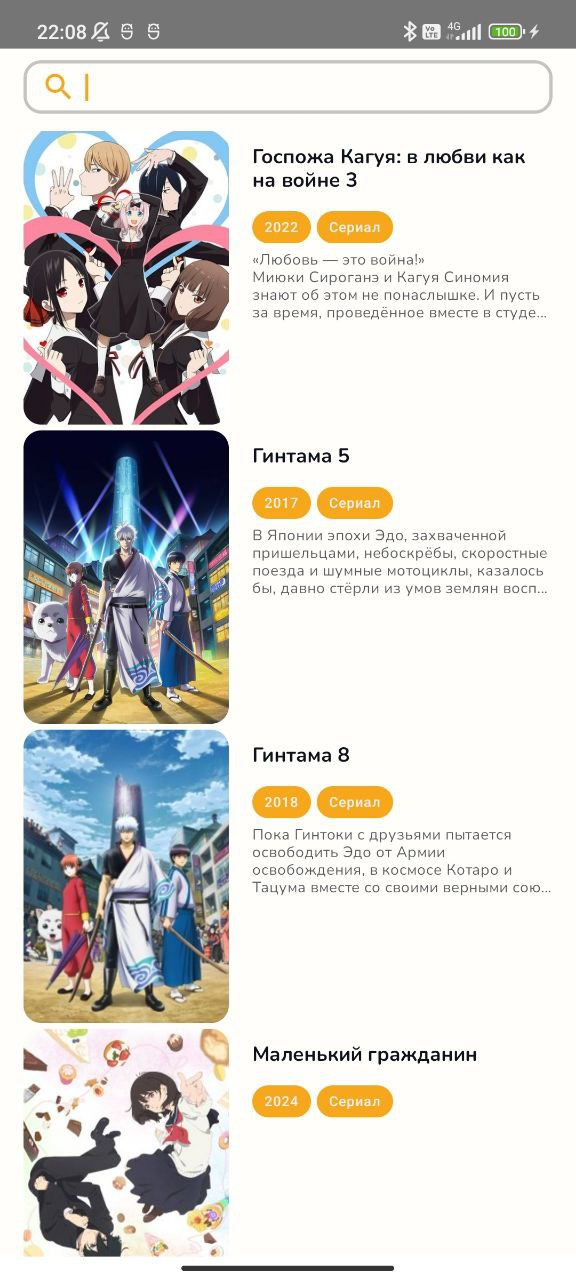 22:08
Vo
LTE
4G
100
Госпожа Кагуя: в любви как
на войне 3
2022 Сериал
«Любовь — это война!»
Миюки Сироганэ и Кагуя Синомия
знают об этом не понаслышке. И пусть
за время, проведённое вместе в студе...
Гинтама 5
2017 Сериал
В Японии эпохи Эдо, захваченной
пришельцами, небоскрёбы, скоростные
поезда и шумные мотоциклы, казалось
бы, давно стёрли из умов землян восп...
Гинтама 8
2018 Сериал
Пока Гинтоки с друзьями пытается
освободить Эдо от Армии
освобождения, в космосе Котаро и
Тацума вместе со своими верными сою...
Маленький гражданин
2024 Сериал